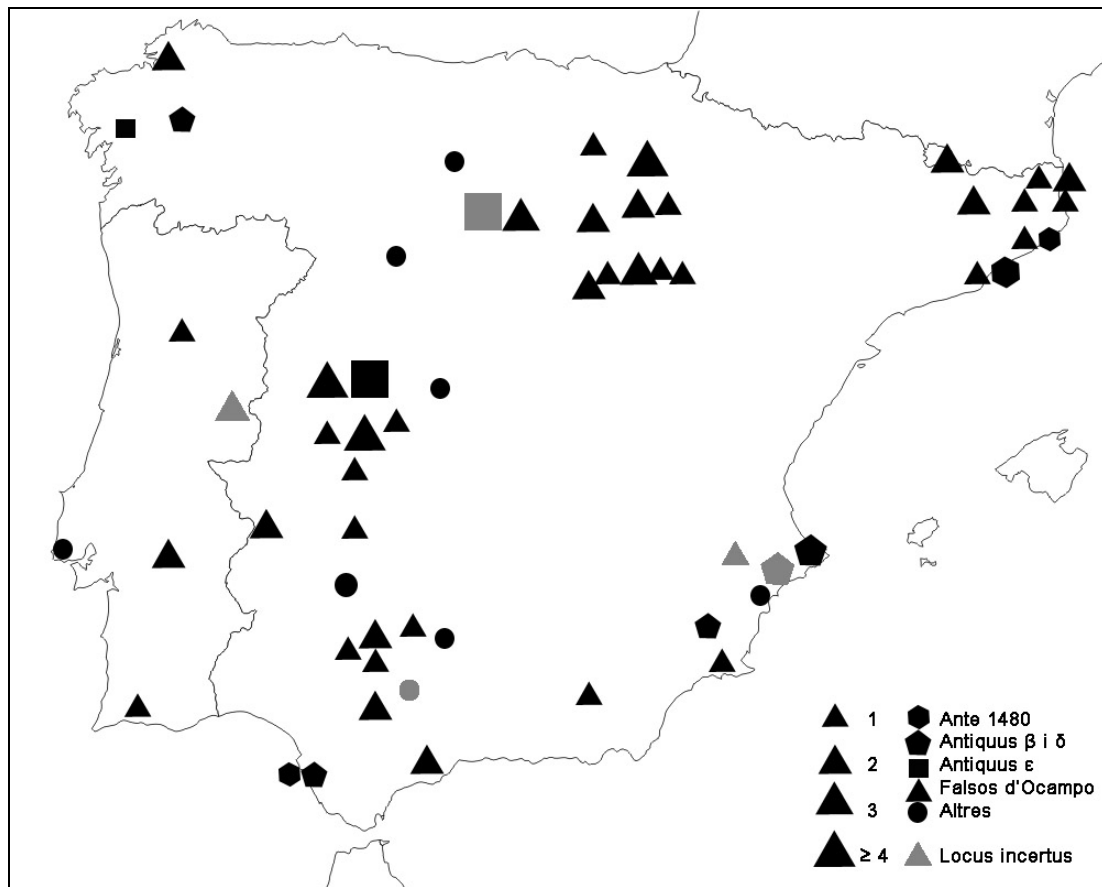 1 Ante 1480
Antiquus β i δ
2 Antiquus ε
Falsos d'Ocampo
3 Altres
≥ 4 Locus incertus